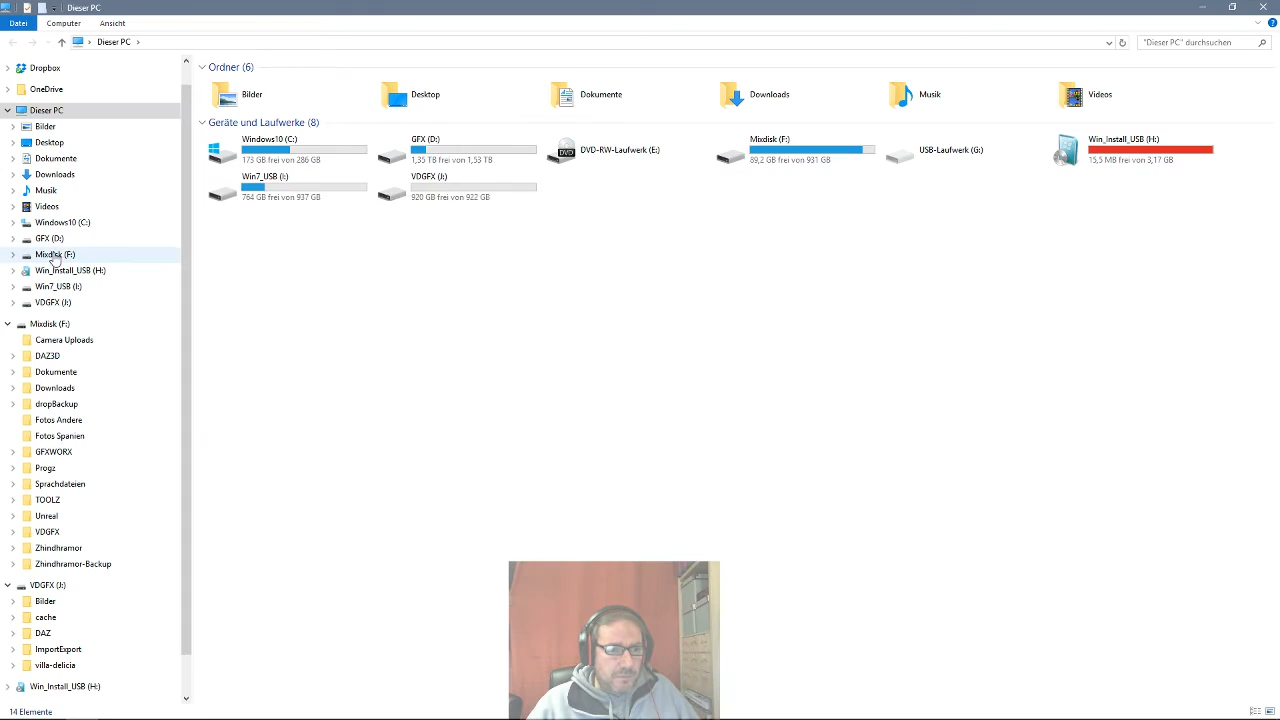 Dieser PC
Datei
Computer
Ansicht
Dieser PC
"Dieser PC" durchsuchen
Dropbox
OneDrive
Dieser PC
Bilder
Desktop
Dokumente
Downloads
Musik
Videos
Windows10 (C:)
GFX (D:)
Mixdisk (F:)
Win_Install_USB (H:)
Win7_USB (I:)
VDGFX (J:)
Mixdisk (F:)
Camera Uploads
DAZ3D
Dokumente
Downloads
dropBackup
Fotos Andere
Fotos Spanien
GFXWORX
Progz
Sprachdateien
TOOLZ
Unreal
VDGFX
Zhindhramor
Zhindhramor-Backup
VDGFX (J:)
Bilder
cache
DAZ
ImportExport
villa-delicia
Win_Install_USB (H:)
Ordner (6)
Bilder
Desktop
Dokumente
Downloads
Musik
Videos
Geräte und Laufwerke (8)
Windows10 (C:)
173 GB frei von 286 GB
GFX (D:)
1,35 TB frei von 1,53 TB
DVD
DVD-RW-Laufwerk (E:)
Mixdisk (F:)
89,2 GB frei von 931 GB
USB-Laufwerk (G:)
Win_Install_USB (H:)
15,5 MB frei von 3,17 GB
Win7_USB (I:)
764 GB frei von 937 GB
VDGFX (J:)
920 GB frei von 922 GB
14 Elemente